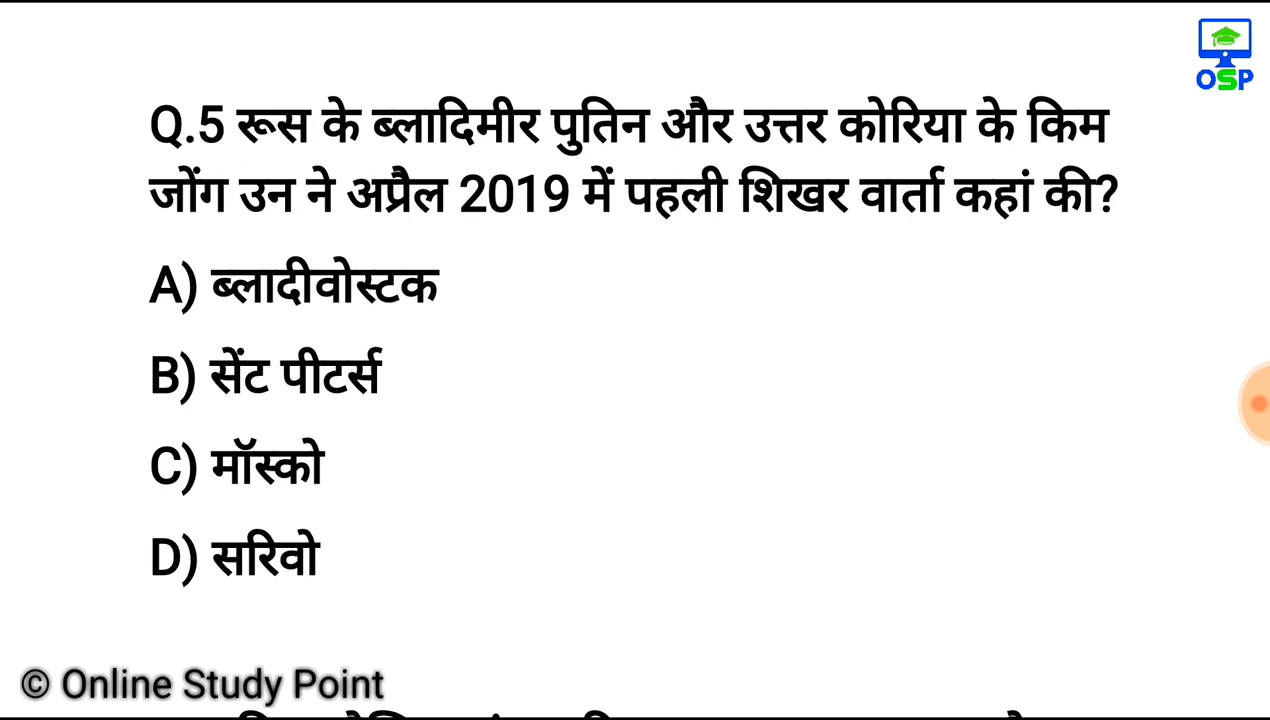 OSP
Q.5 रूस के ब्लादिमीर पुतिन और उत्तर कोरिया के किम
जोंग उन ने अप्रैल 2019 में पहली शिखर वार्ता कहां की?
A) ब्लादीवोस्टक
B) सेंट पीटर्स
C) मॉस्को
D) सरिवो
© Online Study Point